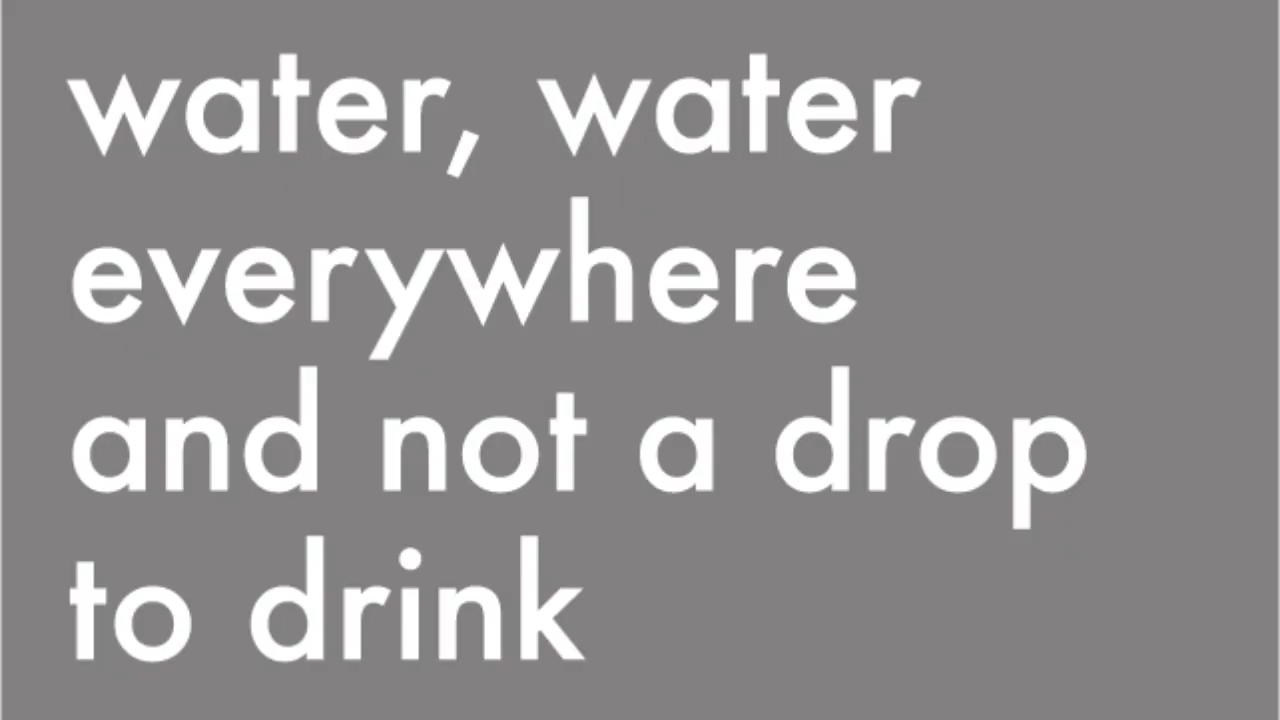 water, water
everywhere
and not a drop
to drink